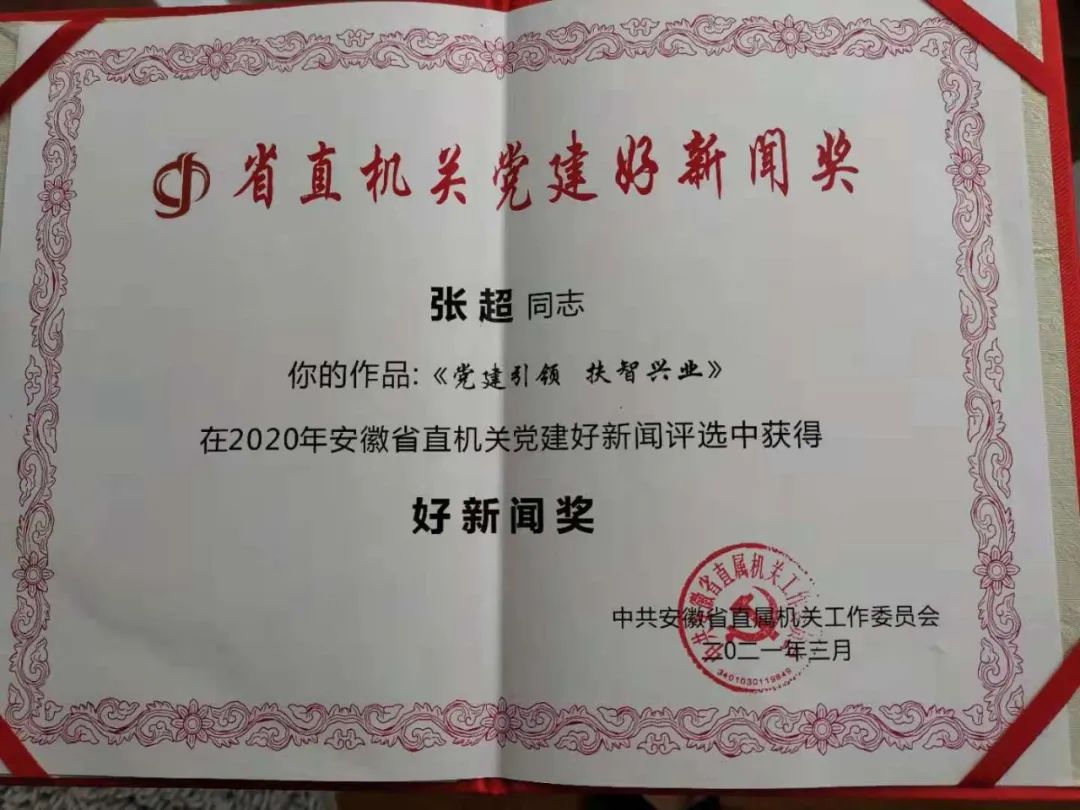 省直机关党建好新闻奖
张超 同志
你的作品:《党建引领 扶智兴业》
在2020年安徽省直机关党建好新闻评选中获得
好新闻奖
中共安徽省直属机关工作委员会
二〇二一年三月
3401030119849